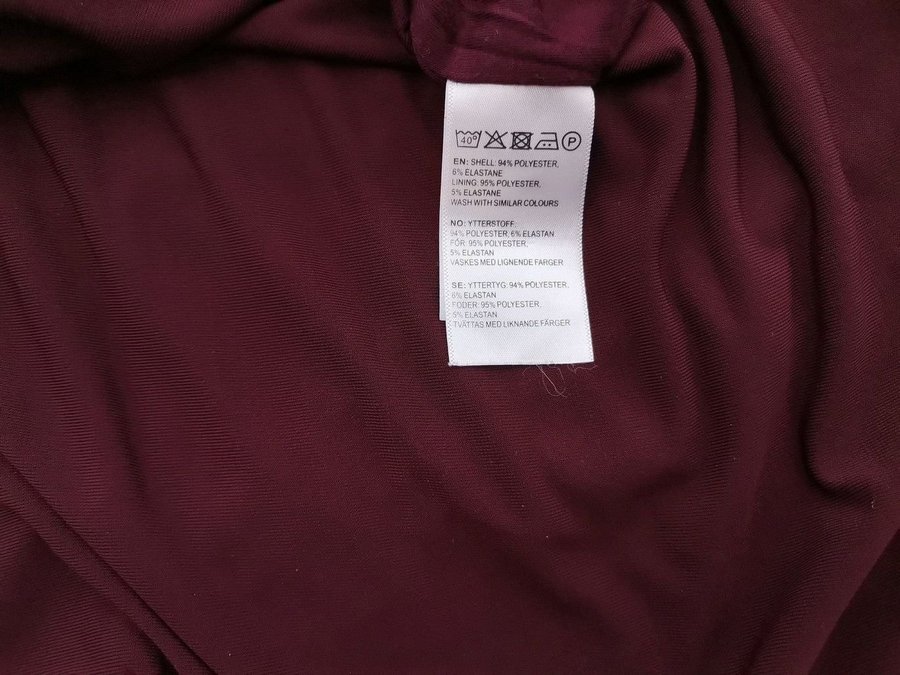 40° P
EN: SHELL: 94% POLYESTER,
6% ELASTANE
LINING: 95% POLYESTER,
5% ELASTANE
WASH WITH SIMILAR COLOURS
NO: YTTERSTOFF:
94% POLYESTER, 6% ELASTAN
FÔR: 95% POLYESTER,
5% ELASTAN
VASKES MED LIGNENDE FARGER
SE: YTTERTYG: 94% POLYESTER,
6% ELASTAN
FODER: 95% POLYESTER,
5% ELASTAN
TVÄTTAS MED LIKNANDE FÄRGER